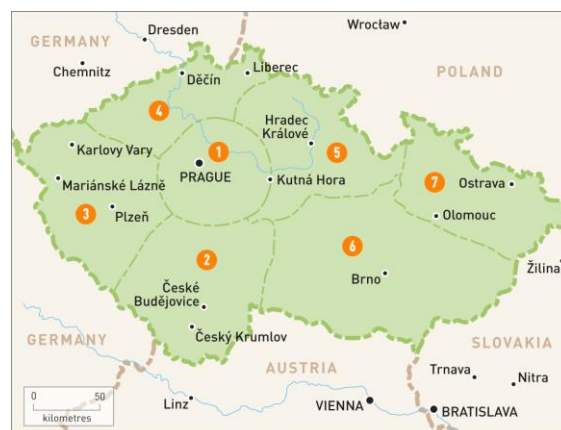 Wrocław
GERMANY
Dresden
Chemnitz
Děčín
Liberec
POLAND
4
Hradec
Králové
Karlovy Vary
1
5
PRAGUE
Kutná Hora
7
Mariánské Lázně
Ostrava
3
Plzeň
Olomouc
2
6
Žilina
České
Budějovice
Brno
Český Krumlov
GERMANY
AUSTRIA
SLOVAKIA
Trnava
Nitra
0 50
kilometres
Linz
VIENNA
BRATISLAVA